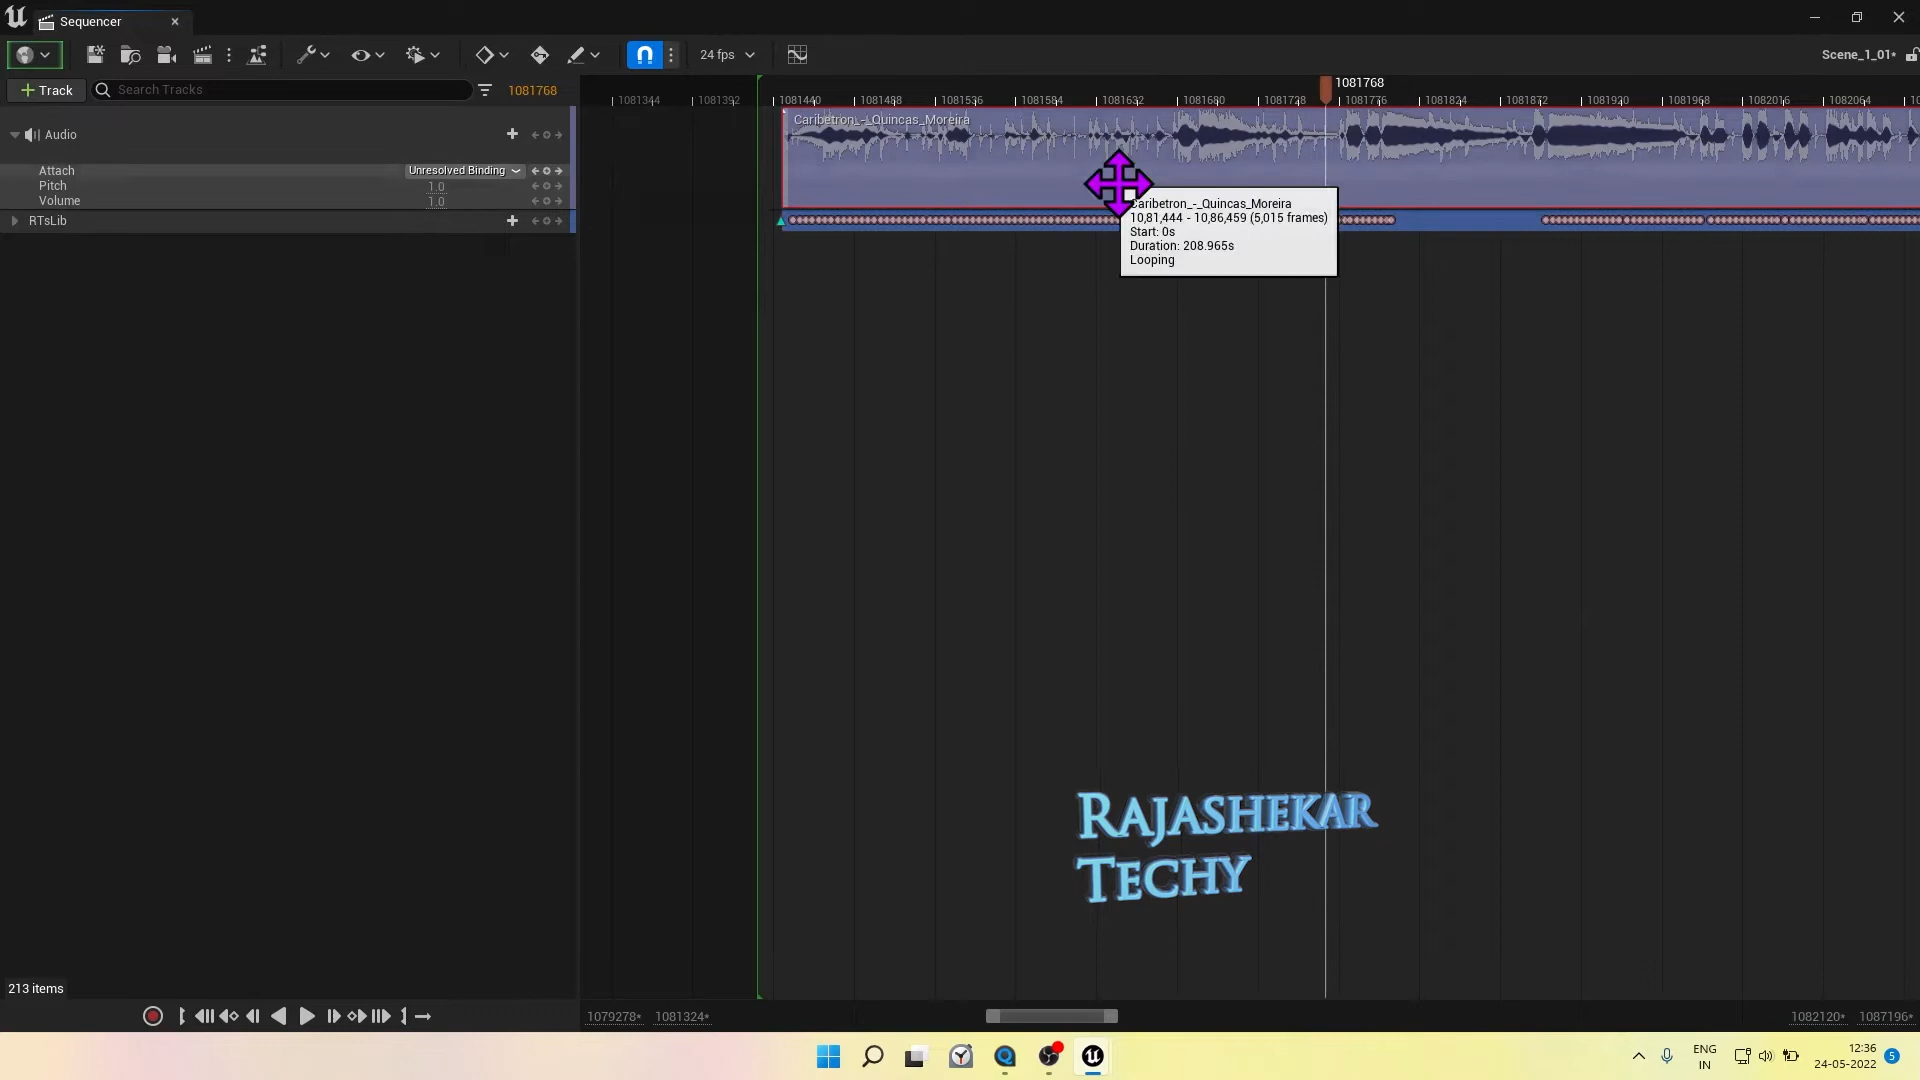 Sequencer
24 fps
Scene_1_01*
Track
Search Tracks
1081768
1081768
1081344
1081392
1081440
1081488
1081536
1081584
1081632
1081680
1081728
1081776
1081824
1081872
1081920
1081968
1082016
1082064
Audio
Caribetron_-_Quincas_Moreira
Attach
Unresolved Binding
Pitch
1.0
Volume
1.0
RTsLib
Caribetron_-_Quincas_Moreira
10,81,444 - 10,86,459 (5,015 frames)
Start: 0s
Duration: 208.965s
Looping
RAJASHEKAR
TECHY
213 items
1079278*
1081324*
1082120*
1087196*
ENG
IN
12:36
24-05-2022
5